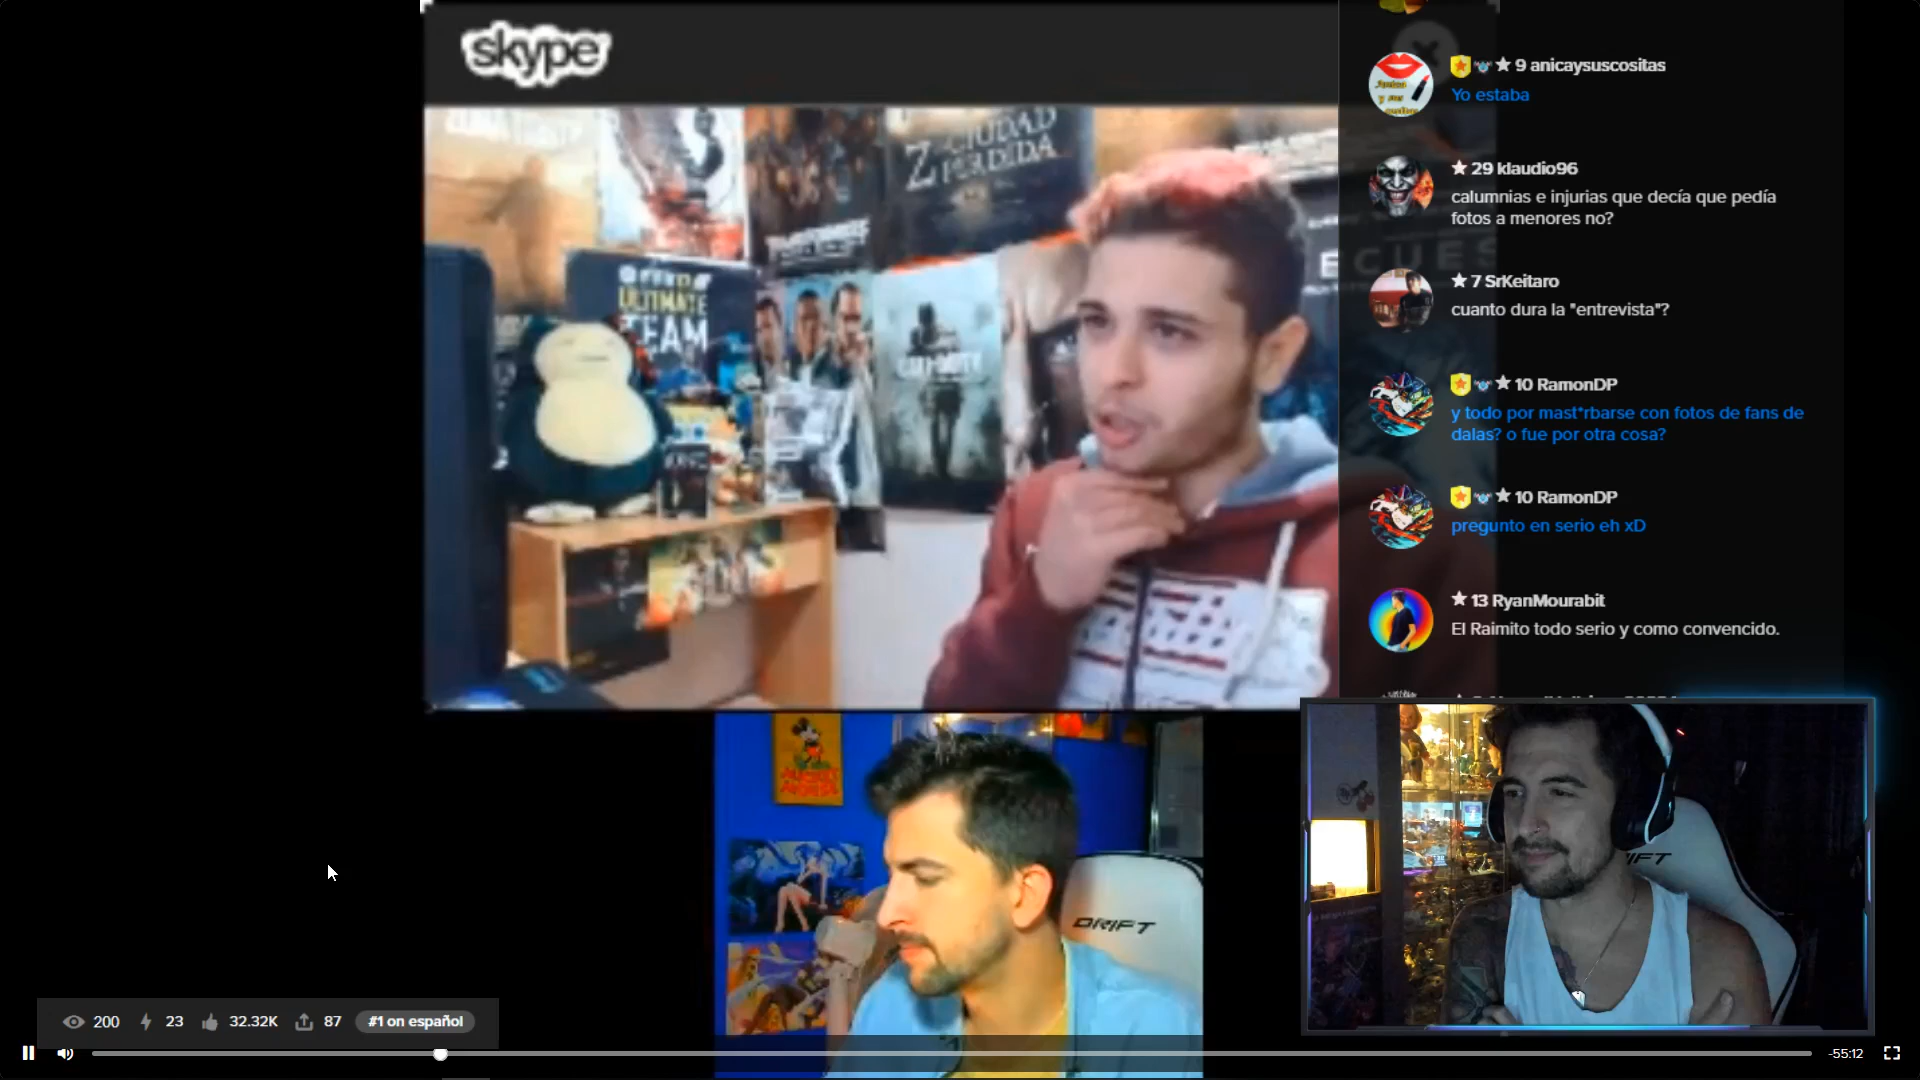 skype
Z CIUDAD
PERDIDA
ULTIMATE
TEAM
9 anicaysuscositas
Yo estaba
29 klaudio96
calumnias e injurias que decía que pedía
fotos a menores no?
7 SrKeitaro
cuanto dura la "entrevista"?
10 RamonDP
y todo por mast*rbarse con fotos de fans de
dalas? o fue por otra cosa?
10 RamonDP
pregunto en serio eh xD
13 RyanMourabit
El Raimito todo serio y como convencido.
MICKEY
MOUSE
DRIFT
IFT
200
23
32.32K
87
#1 on español
-55:12